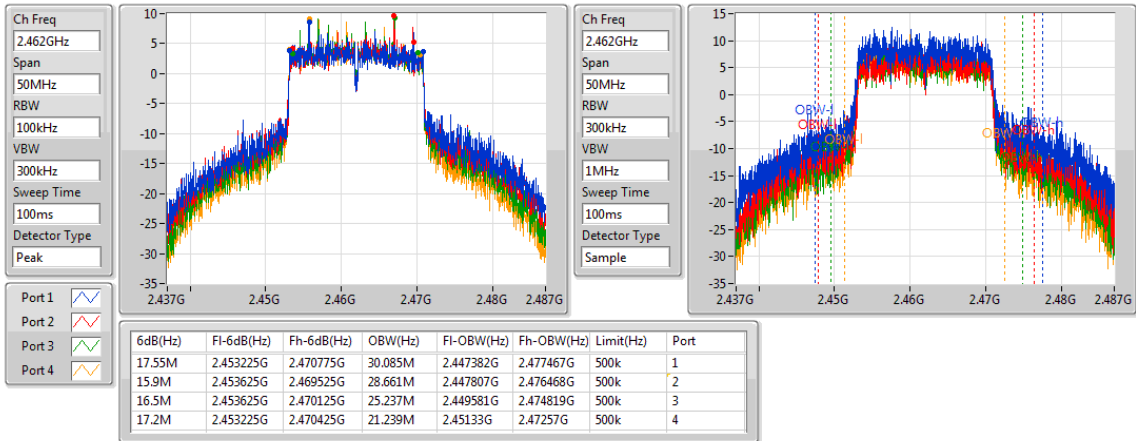 Ch Freq
2.462GHz
Span
50MHz
RBW
100kHz
VBW
300kHz
Sweep Time
100ms
Detector Type
Peak
10
5
0
-5
-10
-15
-20
-25
-30
-35
2.437G 2.45G 2.46G 2.47G 2.48G 2.487G
Ch Freq
2.462GHz
Span
50MHz
RBW
300kHz
VBW
1MHz
Sweep Time
100ms
Detector Type
Sample
15
10
5
0
-5
-10
-15
-20
-25
-30
-35
OBW-l OBW-h
2.437G 2.45G 2.46G 2.47G 2.48G 2.487G
Port 1
Port 2
Port 3
Port 4
6dB(Hz) Fl-6dB(Hz) Fh-6dB(Hz) OBW(Hz) Fl-OBW(Hz) Fh-OBW(Hz) Limit(Hz) Port
17.55M 2.453225G 2.470775G 30.085M 2.447382G 2.477467G 500k 1
15.9M 2.453625G 2.469525G 28.661M 2.447807G 2.476468G 500k 2
16.5M 2.453625G 2.470125G 25.237M 2.449581G 2.474819G 500k 3
17.2M 2.453225G 2.470425G 21.239M 2.45133G 2.47257G 500k 4